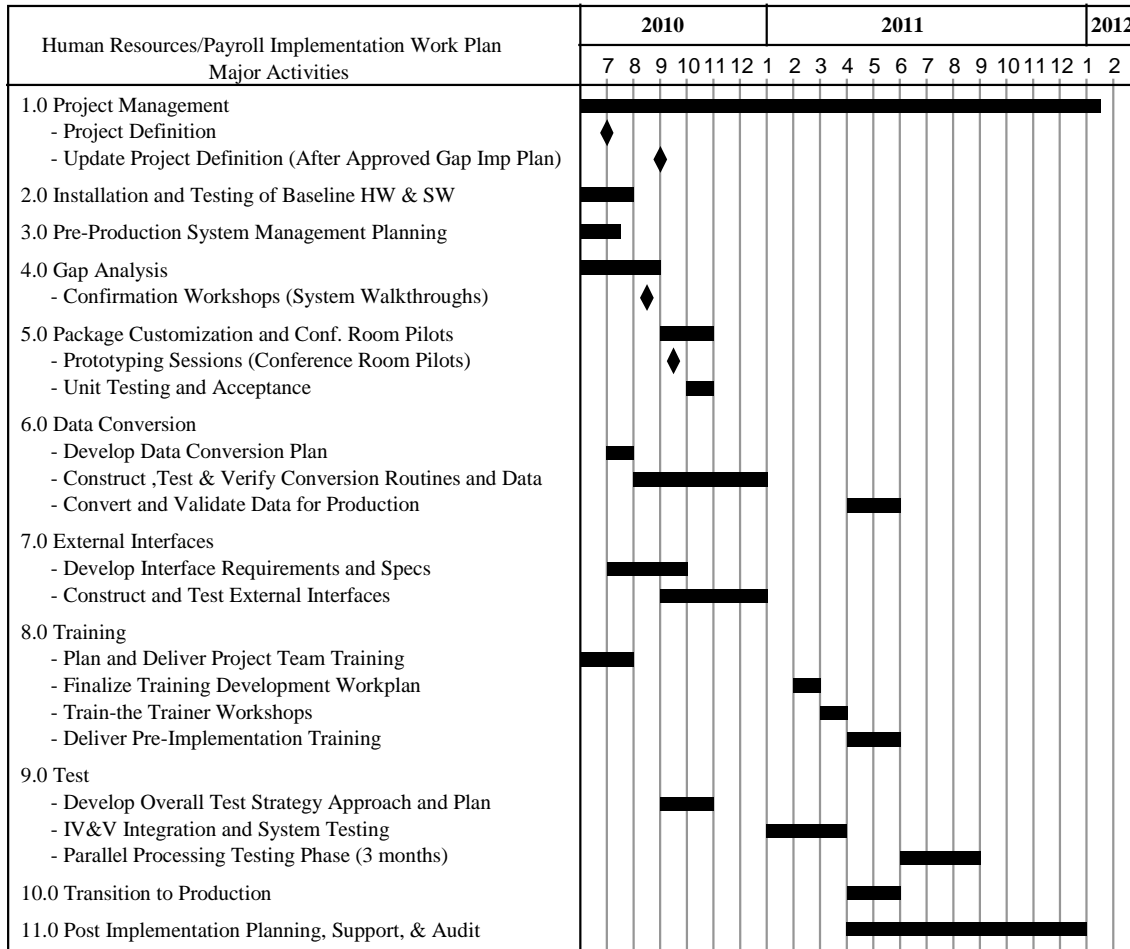 2010 2011 2012
Human Resources/Payroll Implementation Work Plan
Major Activities
7 8 9 10 11 12 1 2 3 4 5 6 7 8 9 10 11 12 1 2
1.0 Project Management
- Project Definition
- Update Project Definition (After Approved Gap Imp Plan)
2.0 Installation and Testing of Baseline HW & SW
3.0 Pre-Production System Management Planning
4.0 Gap Analysis
- Confirmation Workshops (System Walkthroughs)
5.0 Package Customization and Conf. Room Pilots
- Prototyping Sessions (Conference Room Pilots)
- Unit Testing and Acceptance
6.0 Data Conversion
- Develop Data Conversion Plan
- Construct ,Test & Verify Conversion Routines and Data
- Convert and Validate Data for Production
7.0 External Interfaces
- Develop Interface Requirements and Specs
- Construct and Test External Interfaces
8.0 Training
- Plan and Deliver Project Team Training
- Finalize Training Development Workplan
- Train-the Trainer Workshops
- Deliver Pre-Implementation Training
9.0 Test
- Develop Overall Test Strategy Approach and Plan
- IV&V Integration and System Testing
- Parallel Processing Testing Phase (3 months)
10.0 Transition to Production
11.0 Post Implementation Planning, Support, & Audit